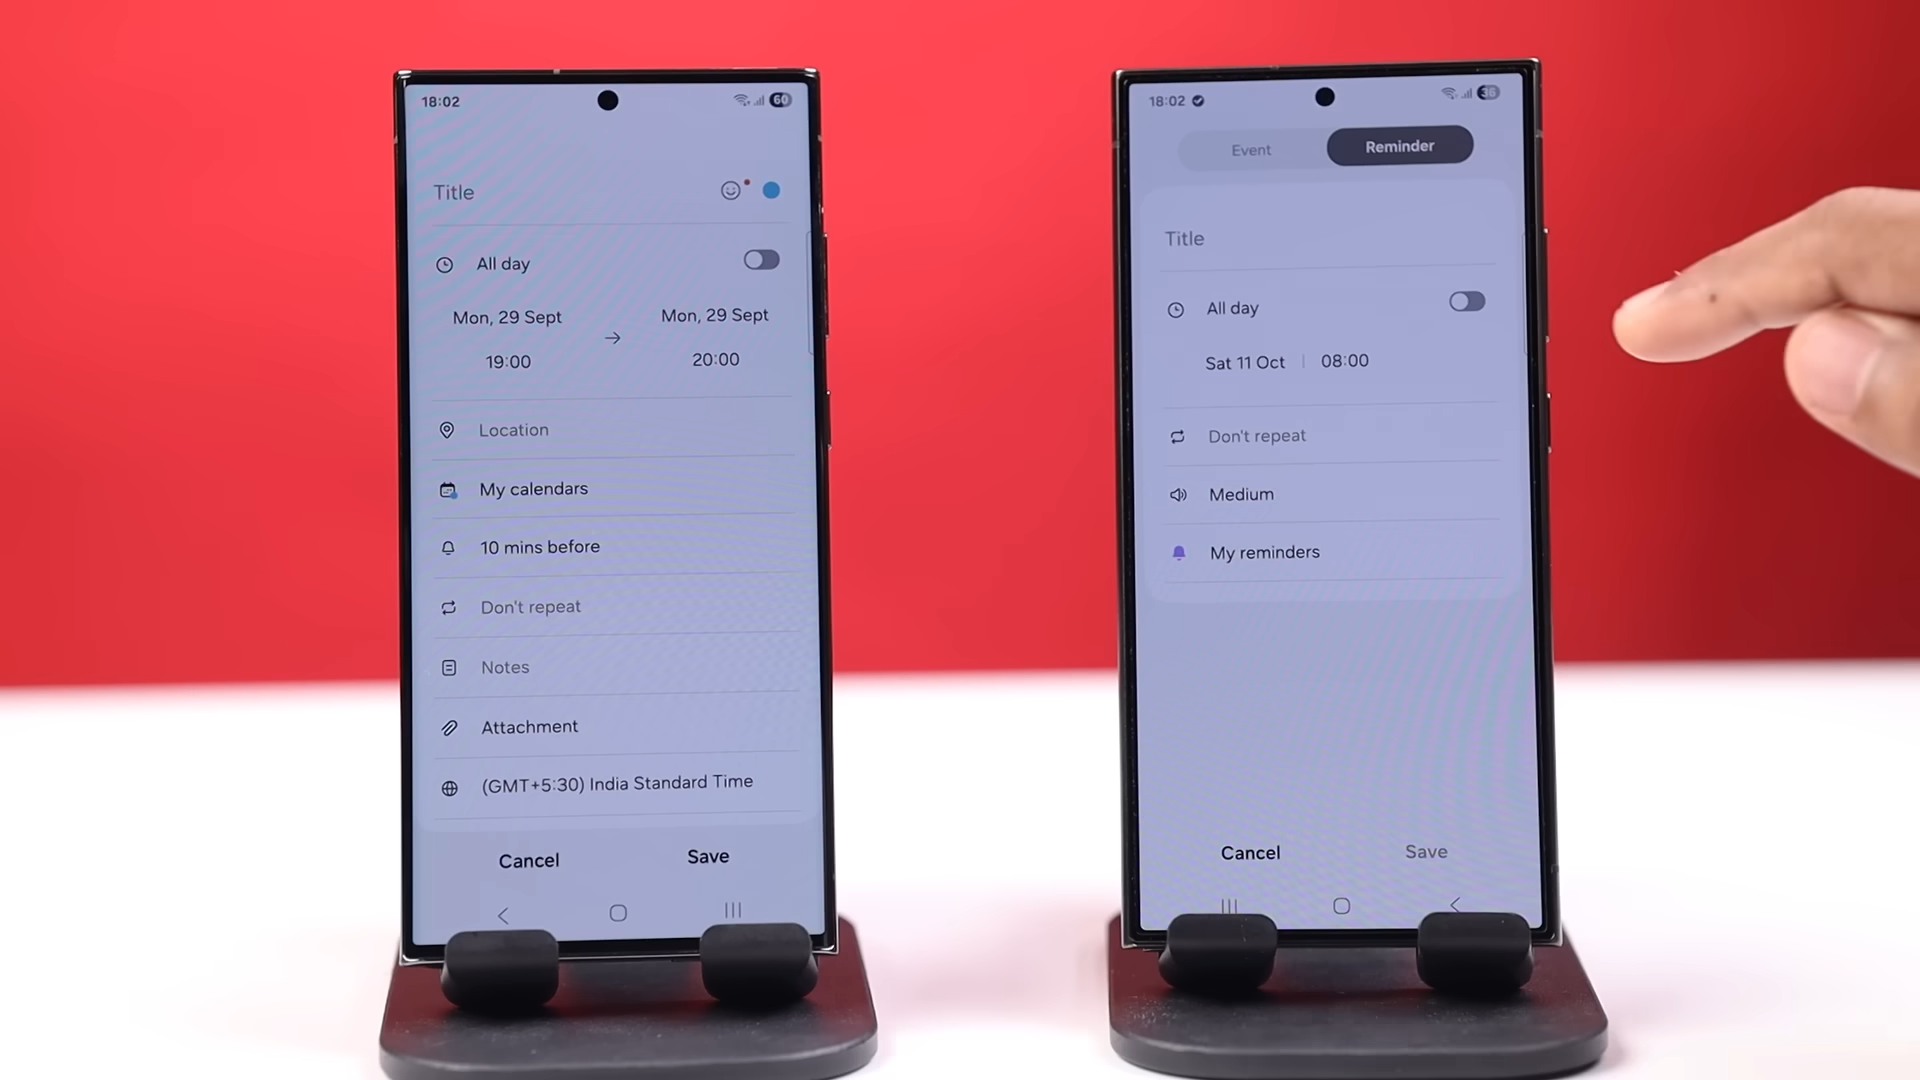 18:02
60
Title
All day
Mon, 29 Sept
Mon, 29 Sept
19:00
20:00
Location
My calendars
10 mins before
Don't repeat
Notes
Attachment
(GMT+5:30) India Standard Time
Cancel
Save
18:02
36
Event
Reminder
Title
All day
Sat 11 Oct
08:00
Don't repeat
Medium
My reminders
Cancel
Save